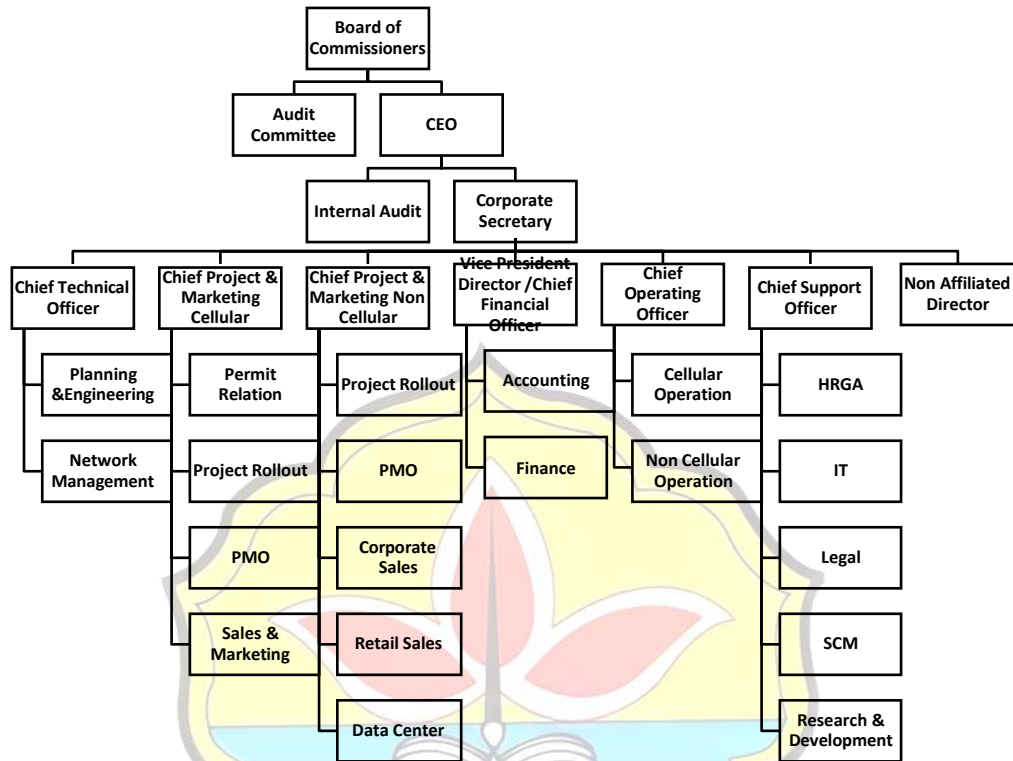 Board of
Commissioners
Audit
Committee
CEO
Internal Audit
Corporate
Secretary
Chief Technical
Officer
Chief Project &
Marketing
Cellular
Chief Project &
Marketing Non
Cellular
Vice President
Director /Chief
Financial
Officer
Chief
Operating
Officer
Chief Support
Officer
Non Affiliated
Director
Planning
&Engineering
Permit
Relation
Project Rollout
Accounting
Cellular
Operation
HRGA
Network
Management
Project Rollout
PMO
Finance
Non Cellular
Operation
IT
PMO
Corporate
Sales
Legal
Sales &
Marketing
Retail Sales
SCM
Data Center
Research &
Development